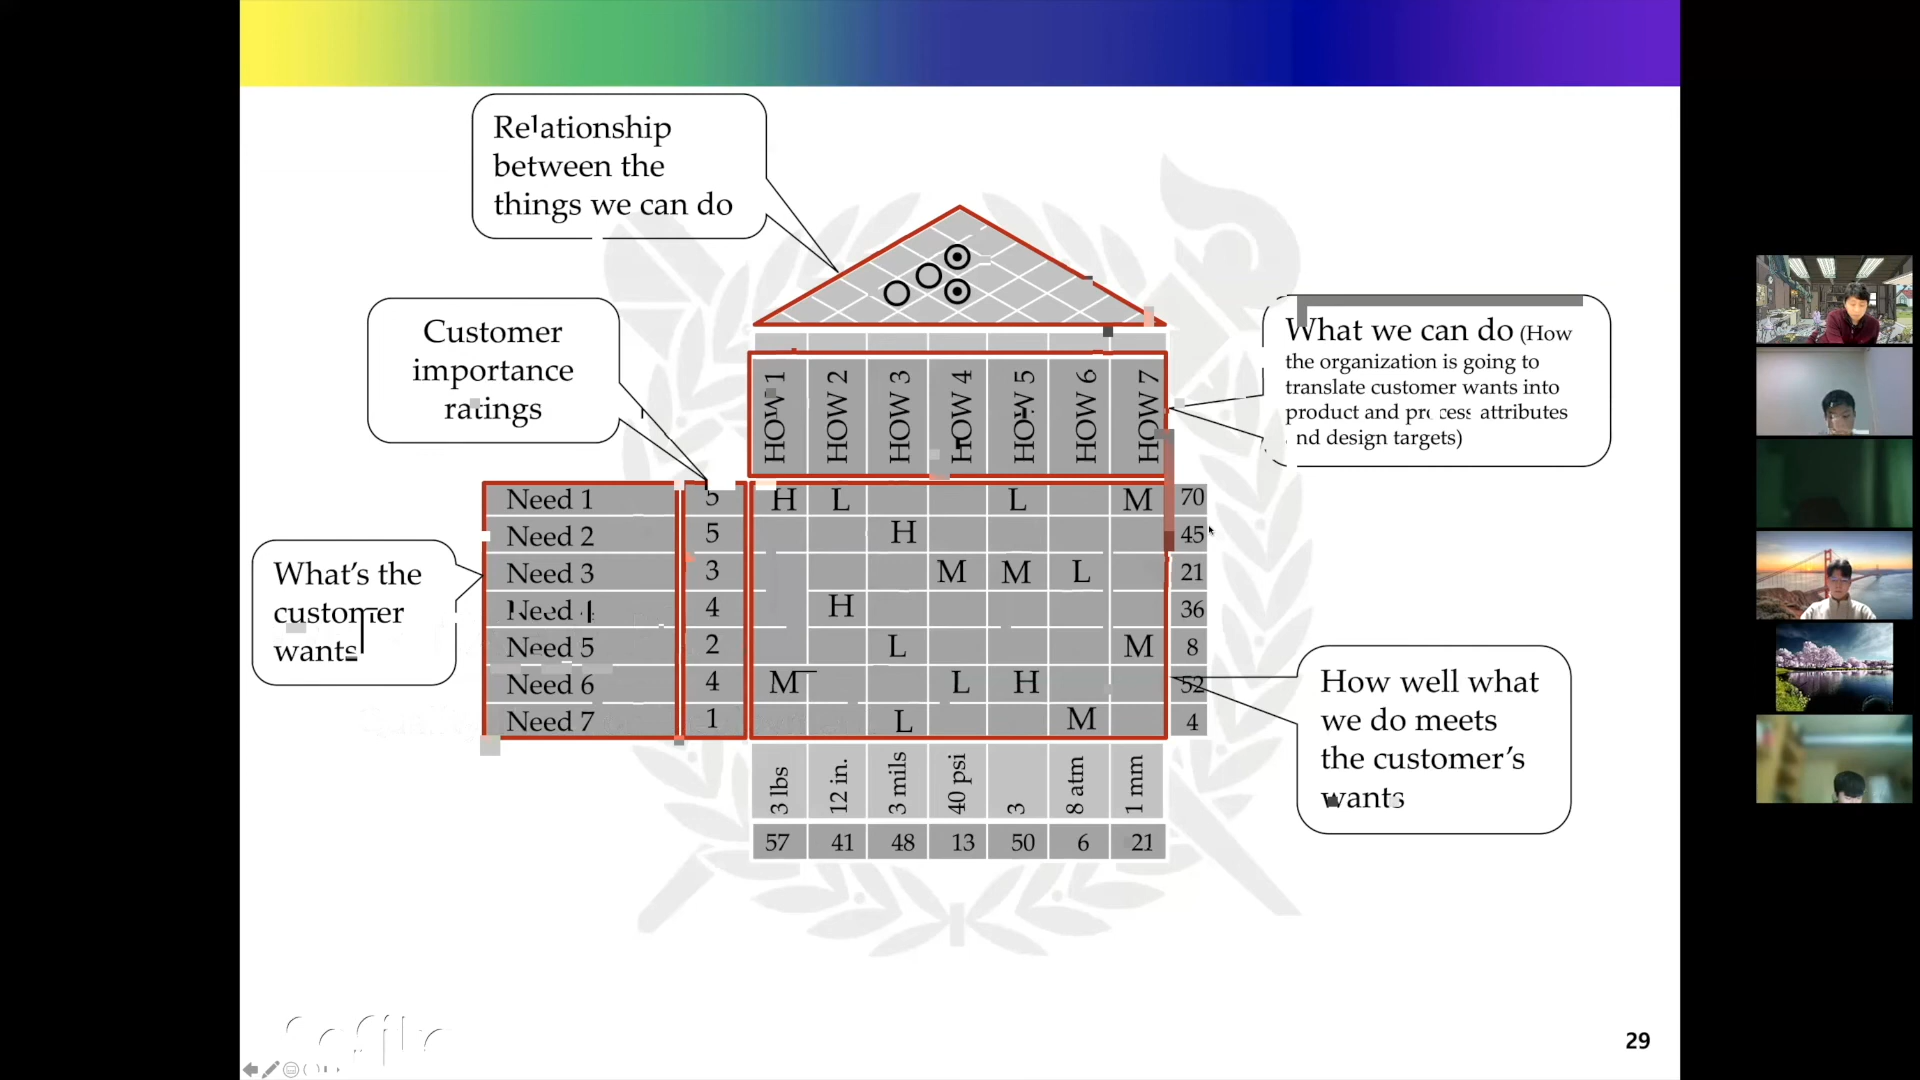 Relationship
between the
things we can do
Customer
importance
ratings
What we can do (How
the organization is going to
translate customer wants into
product and process attributes
nd design targets)
HOW 1
HOW 2
HOW 3
HOW 4
HOW 5
HOW 6
HOW 7
Need 1 5 H L L M 70
Need 2 5 H 45
Need 3 3 M M L 21
Need 4 4 H 36
Need 5 2 L M 8
Need 6 4 M L H 52
Need 7 1 L M 4
What's the
customer
wants
How well what
we do meets
the customer's
wants
3 lbs
12 in.
3 mils
40 psi
3
8 atm
1 mm
57 41 48 13 50 6 21
29